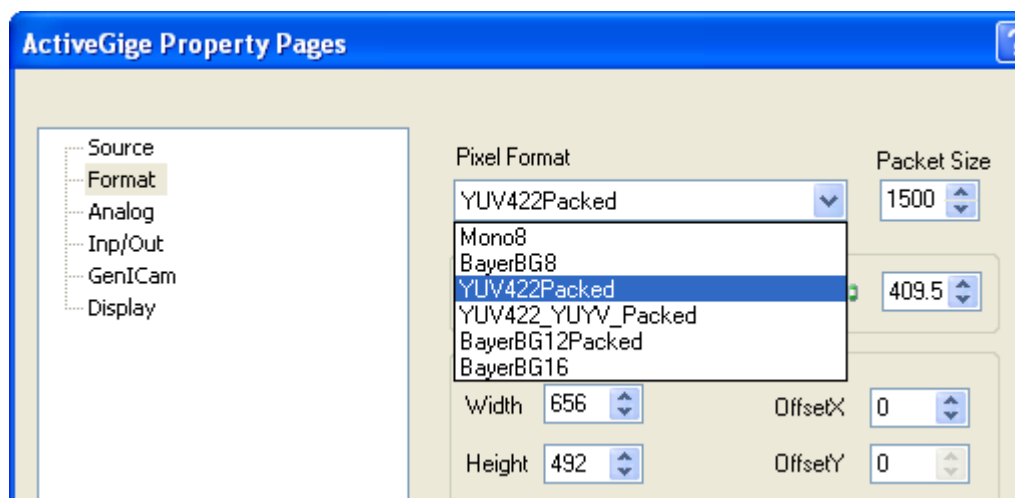 ActiveGige Property Pages
?
Source
Format
Analog
Inp/Out
GenICam
Display
Pixel Format
Packet Size
YUV422Packed
1500
Mono8
BayerBG8
YUV422Packed
409.5
YUV422_YUYV_Packed
BayerBG12Packed
BayerBG16
Width 656 OffsetX 0
Height 492 OffsetY 0